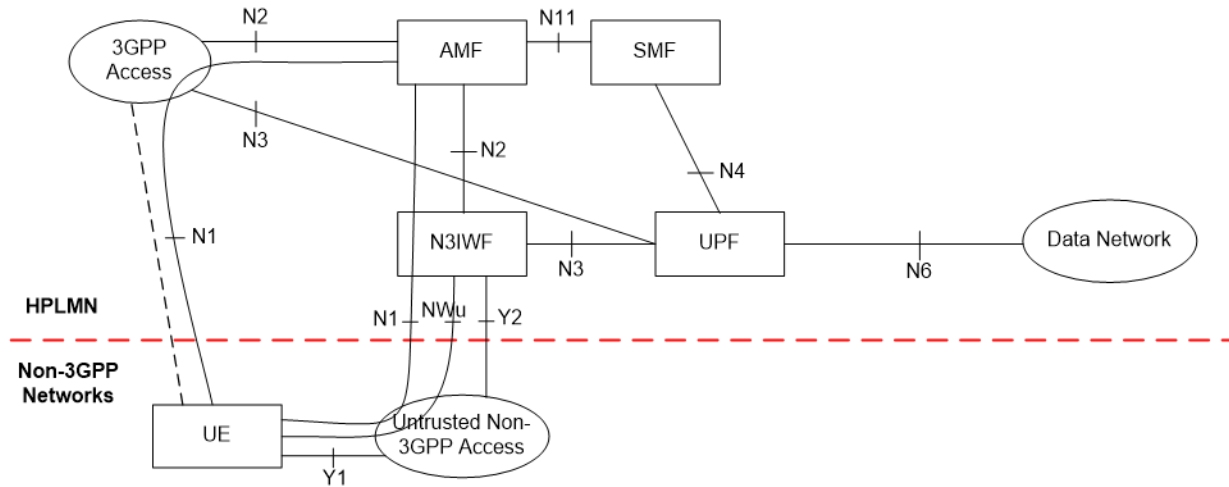 N2
N11
3GPP
Access
AMF
SMF
N3
N2
N4
N1
N3IWF
UPF
Data Network
N3
N6
HPLMN
N1
NWu
Y2
Non-3GPP
Networks
UE
Untrusted Non-
3GPP Access
Y1